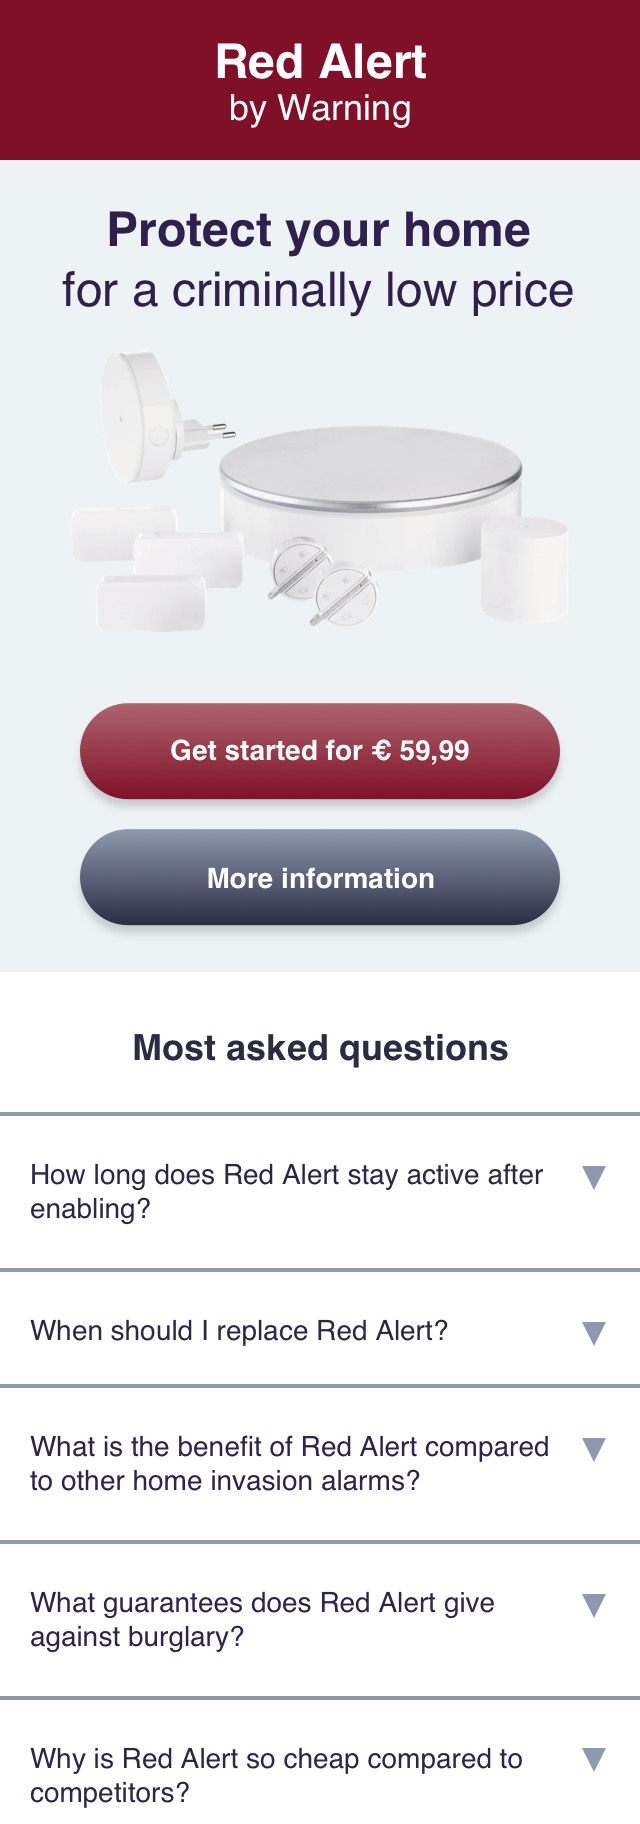 Red Alert
by Warning
Protect your home
for a criminally low price
Get started for € 59,99
More information
Most asked questions
How long does Red Alert stay active after
enabling?
When should I replace Red Alert?
What is the benefit of Red Alert compared
to other home invasion alarms?
What guarantees does Red Alert give
against burglary?
Why is Red Alert so cheap compared to
competitors?